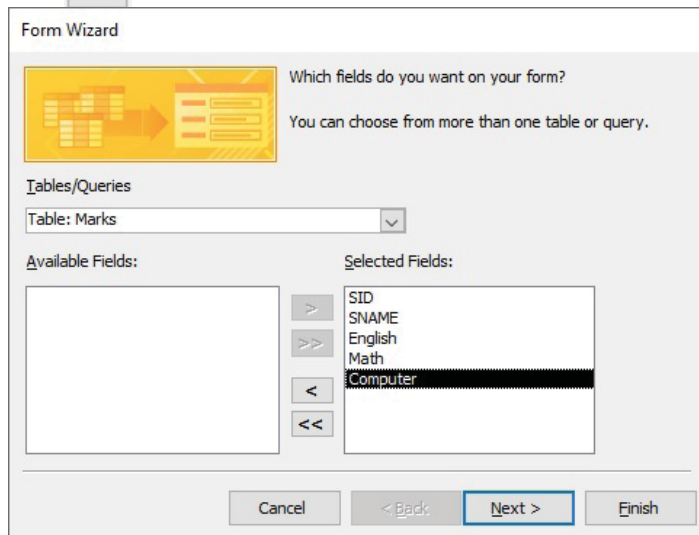 Form Wizard
Which fields do you want on your form?
You can choose from more than one table or query.
Tables/Queries
Table: Marks
Available Fields:
Selected Fields:
SID
SNAME
English
Math
Computer
>
>>
<
<<
Cancel
< Back
Next >
Finish